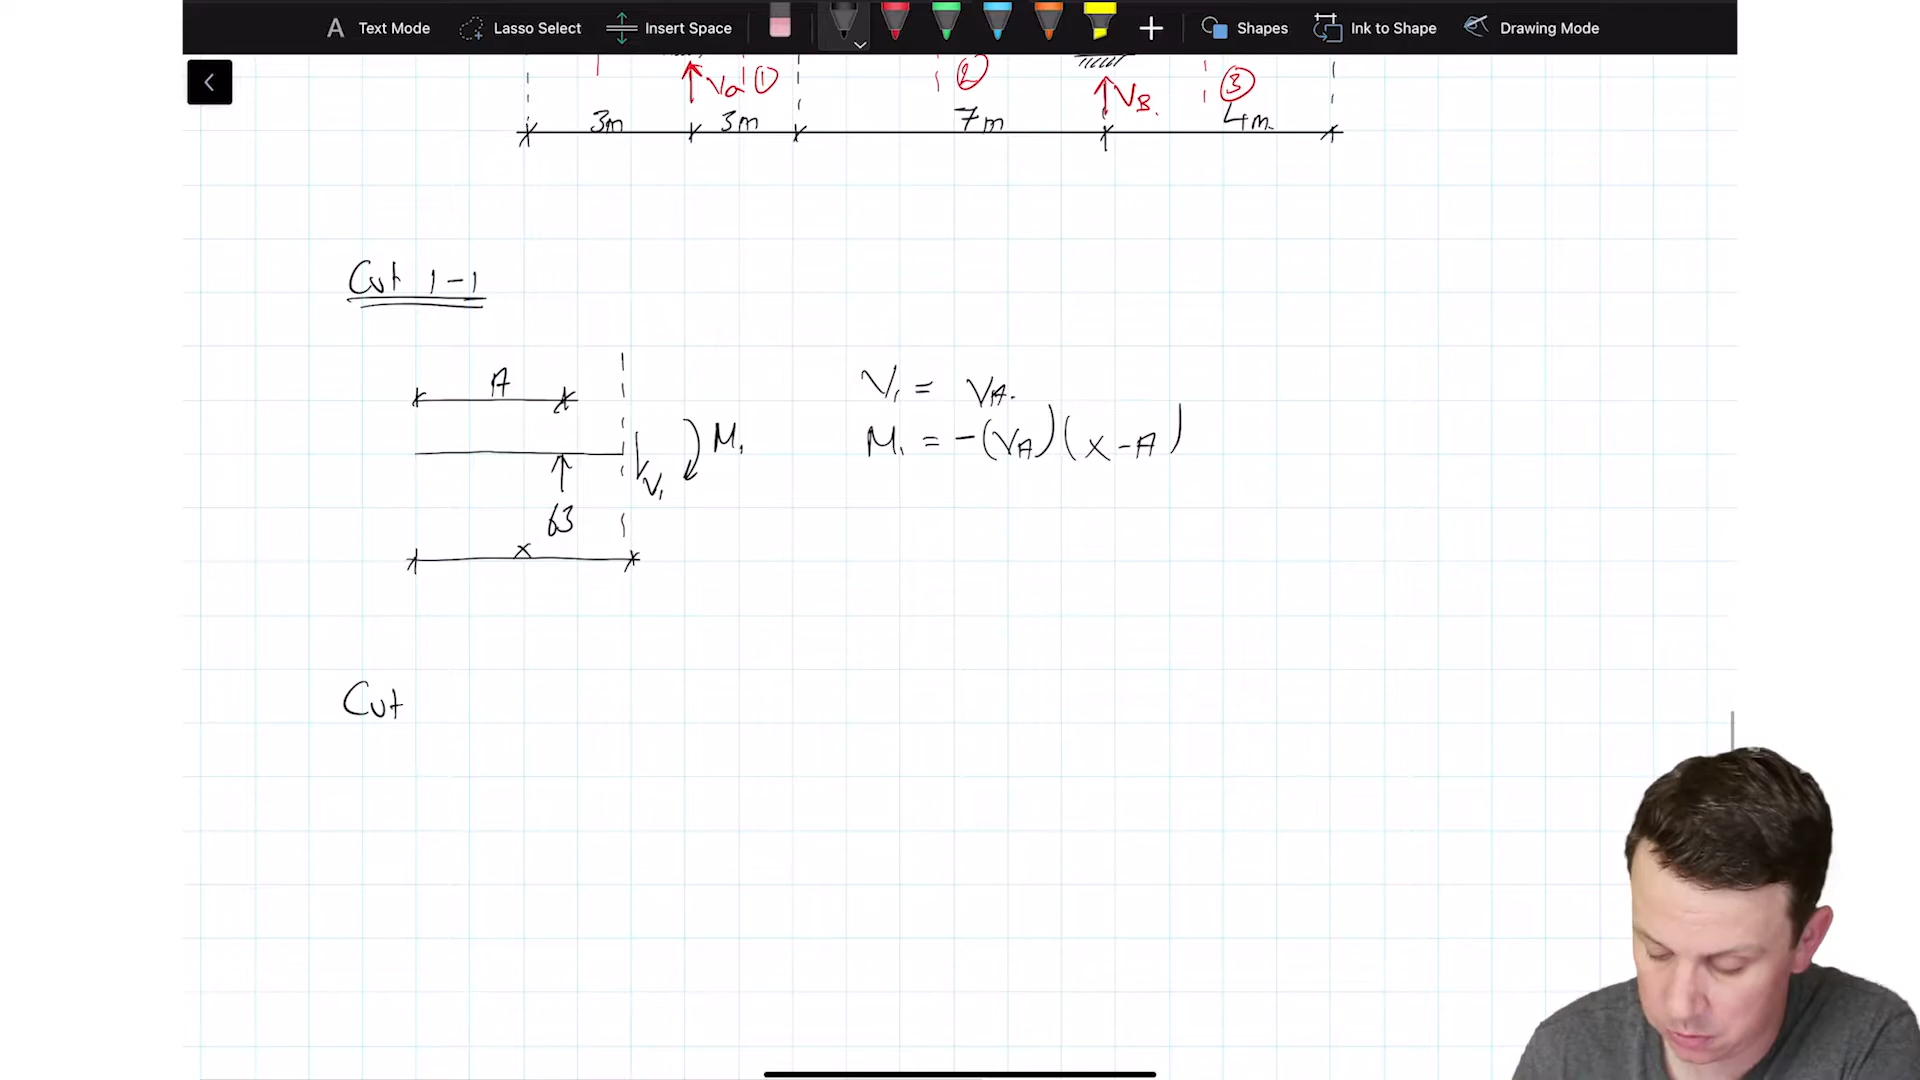 Text Mode Lasso Select Insert Space Shapes Ink to Shape Drawing Mode
Va ① ② VB. ③
3m 3m 7m 4m.
Cut 1-1
A
V₁ = VA.
M₁
M₁ = -(VA)(x-A)
V₁
63
x
Cut